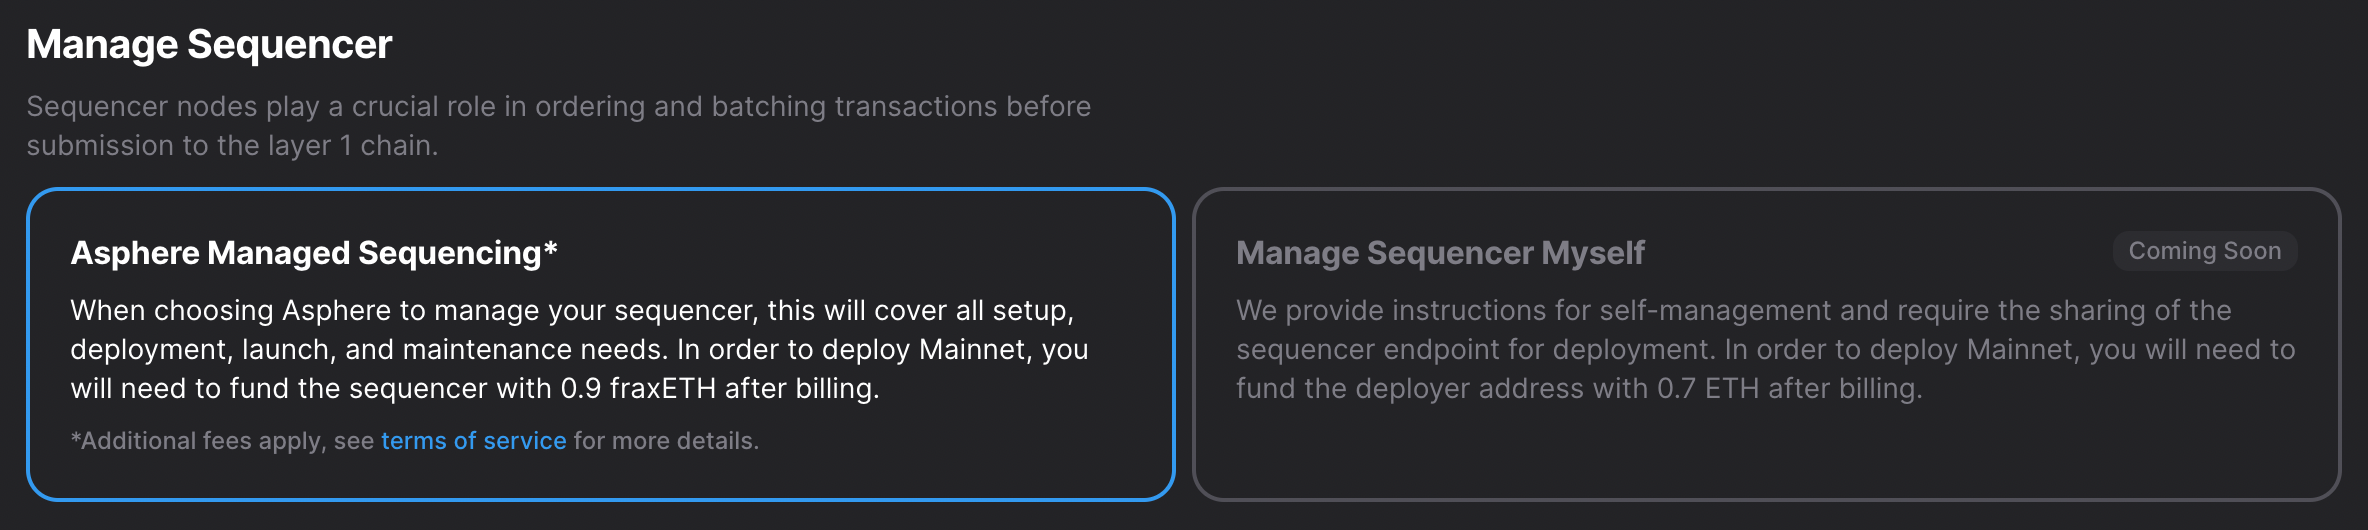 Manage Sequencer
Sequencer nodes play a crucial role in ordering and batching transactions before
submission to the layer 1 chain.
Asphere Managed Sequencing*
When choosing Asphere to manage your sequencer, this will cover all setup,
deployment, launch, and maintenance needs. In order to deploy Mainnet, you
will need to fund the sequencer with 0.9 fraxETH after billing.
*Additional fees apply, see terms of service for more details.
Manage Sequencer Myself
Coming Soon
We provide instructions for self-management and require the sharing of the
sequencer endpoint for deployment. In order to deploy Mainnet, you will need to
fund the deployer address with 0.7 ETH after billing.